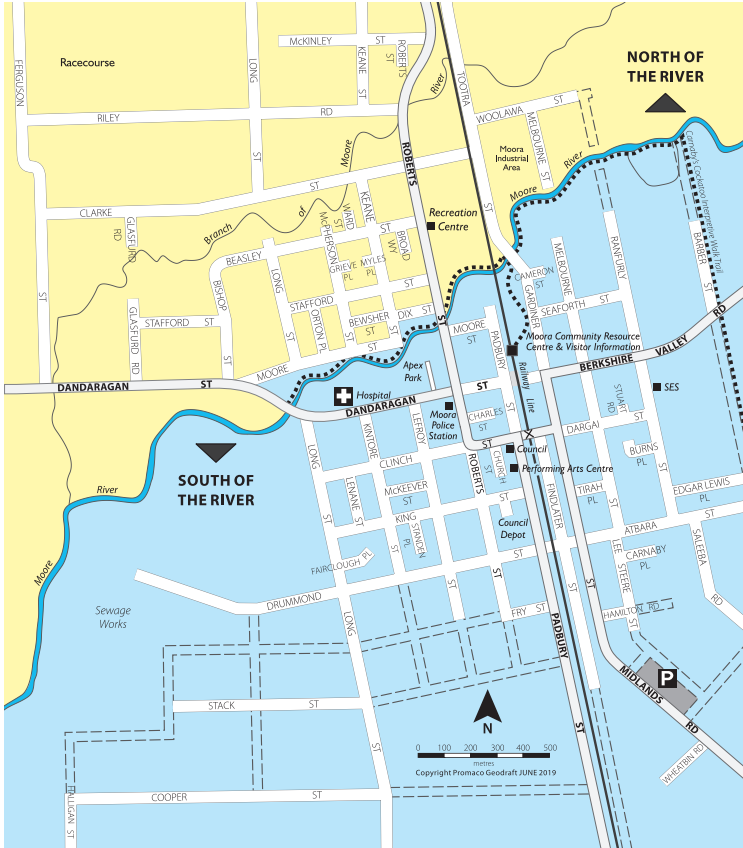 McKINLEY ST
ROBERTS ST
KEANE ST
Racecourse
FERGUSON ST
LONG ST
TOOTRA ST
NORTH OF
THE RIVER
RILEY RD
River
WOOLAWA ST
MELBOURNE ST
Moora
Industrial
Area
Moore River
Carnaby's Cockatoo Interpretive Walk Trail
ROBERTS ST
Moore
CLARKE ST
Branch of
GLASFURD RD
McPHERSON
WARD ST
KEANE ST
BROAD WY
Recreation
Centre
BEASLEY
BISHOP ST
LONG ST
GRIEVE PL
MYLES PL
STAFFORD ST
ORTON PL
BEWSHER ST
DIX ST
CAMERON ST
MELBOURNE
RANFURLY
BARBER ST
GLASFURD RD
STAFFORD ST
GARDINER
SEAFORTH ST
MOORE ST
PADBURY ST
Moora Community Resource
Centre & Visitor Information
MOORE ST
Apex
Park
Railway Line
BERKSHIRE VALLEY RD
DANDARAGAN ST
Hospital
DANDARAGAN ST
Moora
Police
Station
CHARLES ST
STUART RD
SES
DARGAI ST
SOUTH OF
THE RIVER
LONG
KINTORE
LEFROY
ST
Council
BURNS PL
CLINCH
ROBERTS ST
CHURCH ST
Performing Arts Centre
LENANE ST
McKEEVER ST
FINDLATER ST
TIRAH PL
EDGAR LEWIS PL
Moore River
KING ST
STANDEN PL
Council
Depot
ATBARA ST
SALEEBA RD
FAIRCLOUGH PL
LEE STEERE ST
CARNABY PL
DRUMMOND ST
Sewage
Works
LONG ST
FRY ST
HAMILTON RD
PADBURY ST
P
MIDLANDS RD
STACK ST
N
WHEATBIN RD
0 100 200 300 400 500
metres
Copyright Promaco Geodraft JUNE 2019
HALLIGAN ST
COOPER ST